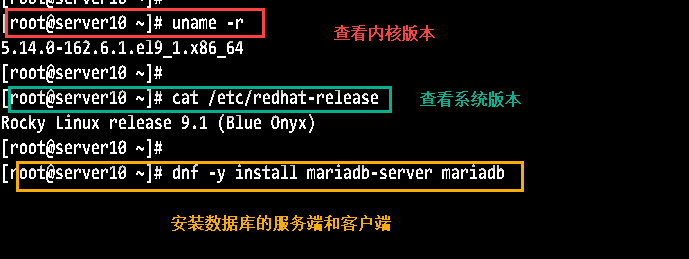 [root@server10 ~]# uname -r
查看内核版本
5.14.0-162.6.1.el9_1.x86_64
[root@server10 ~]#
[root@server10 ~]# cat /etc/redhat-release
查看系统版本
Rocky Linux release 9.1 (Blue Onyx)
[root@server10 ~]#
[root@server10 ~]# dnf -y install mariadb-server mariadb
安装数据库的服务端和客户端